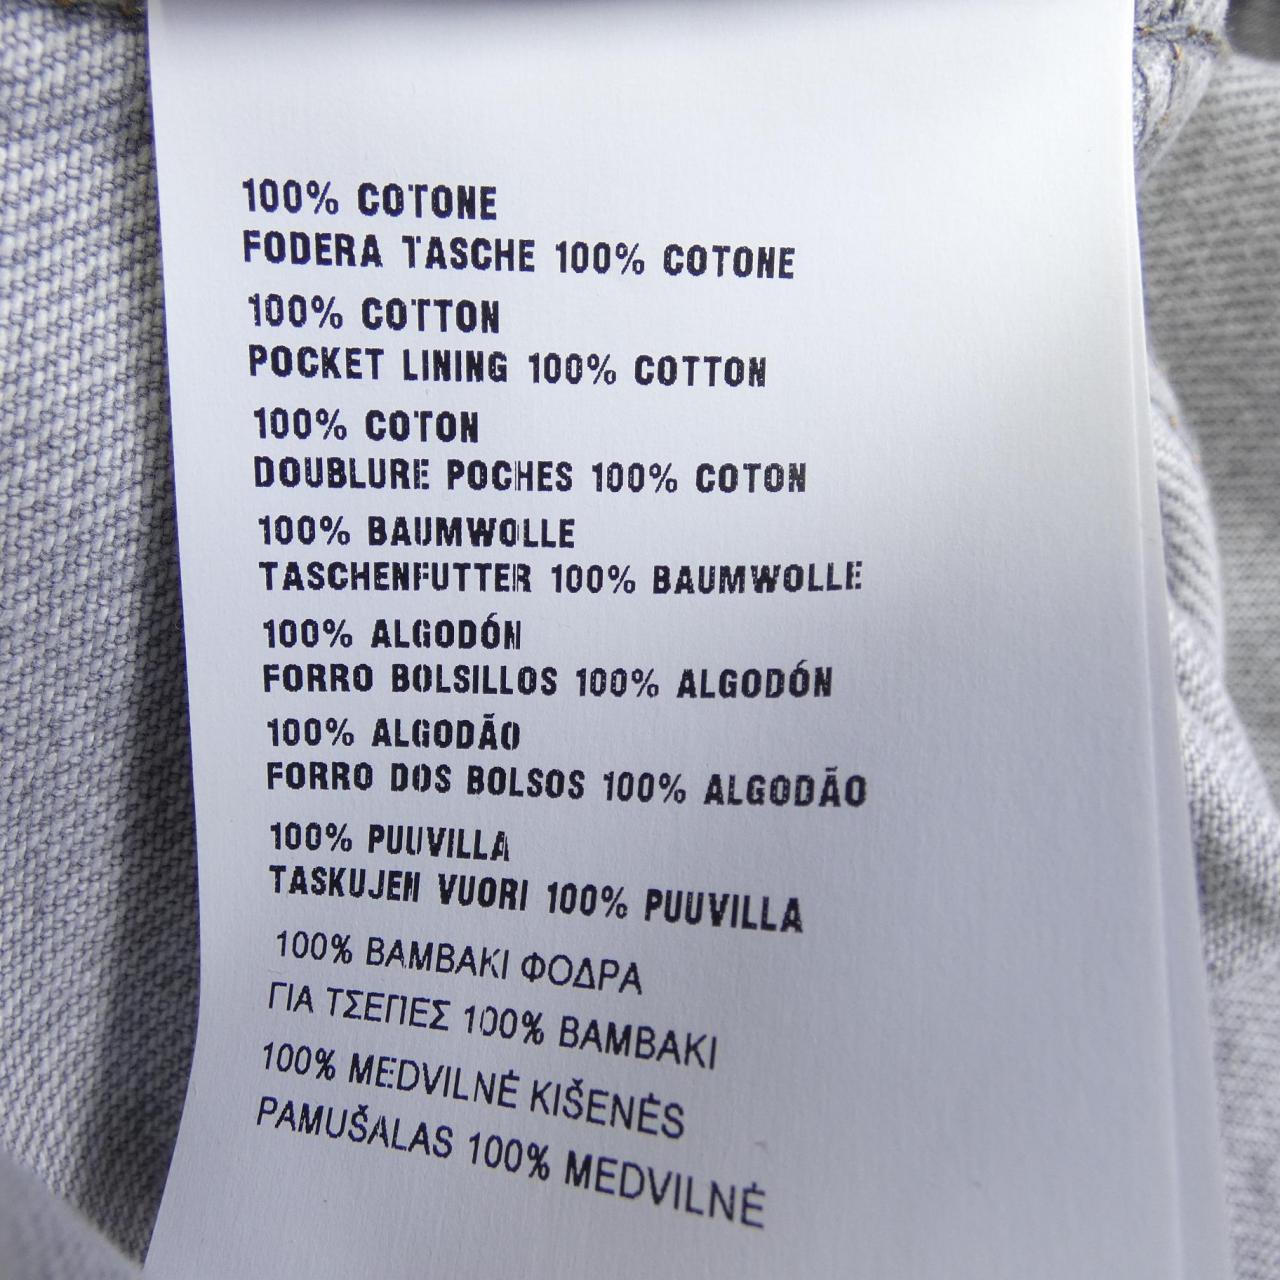 100% COTONE
FODERA TASCHE 100% COTONE
100% COTTON
POCKET LINING 100% COTTON
100% COTON
DOUBLURE POCHES 100% COTON
100% BAUMWOLLE
TASCHENFUTTER 100% BAUMWOLLE
100% ALGODÓN
FORRO BOLSILLOS 100% ALGODÓN
100% ALGODÃO
FORRO DOS BOLSOS 100% ALGODÃO
100% PUUVILLA
TASKUJEN VUORI 100% PUUVILLA
100% ΒΑΜΒΑΚΙ ΦΟΔΡΑ
ΓΙΑ ΤΣΕΠΕΣ 100% ΒΑΜΒΑΚΙ
100% MEDVILNĖ KIŠENĖS
PAMUŠALAS 100% MEDVILNĖ